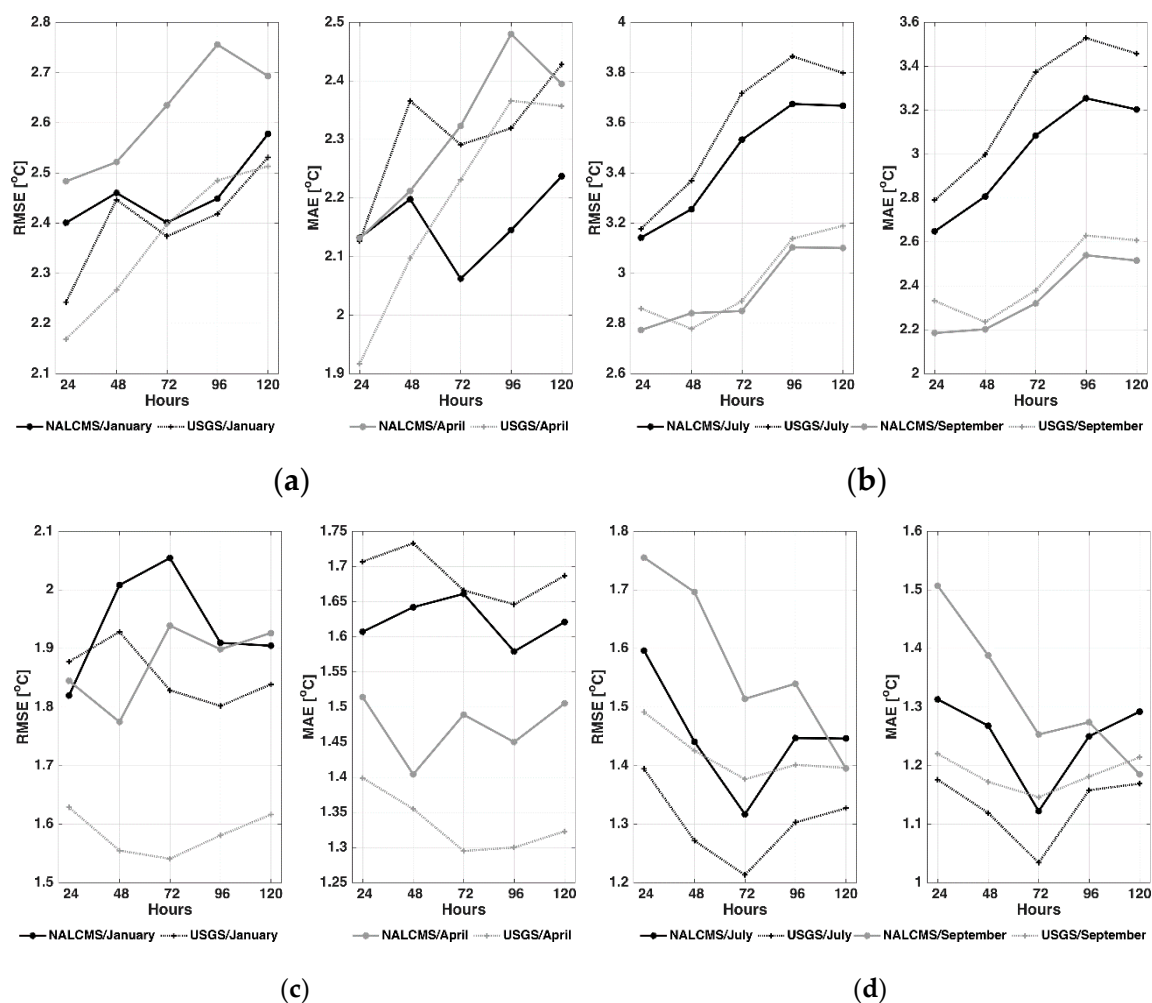 2.8
2.7
2.6
2.5
2.4
2.3
2.2
2.1
RMSE [°C]
24 48 72 96 120
Hours
2.5
2.4
2.3
2.2
2.1
2
1.9
MAE [°C]
24 48 72 96 120
Hours
NALCMS/January USGS/January NALCMS/April USGS/April
(a)
4
3.8
3.6
3.4
3.2
3
2.8
2.6
RMSE [°C]
24 48 72 96 120
Hours
3.6
3.4
3.2
3
2.8
2.6
2.4
2.2
2
MAE [°C]
24 48 72 96 120
Hours
NALCMS/July USGS/July NALCMS/September USGS/September
(b)
2.1
2
1.9
1.8
1.7
1.6
1.5
RMSE [°C]
24 48 72 96 120
Hours
1.75
1.7
1.65
1.6
1.55
1.5
1.45
1.4
1.35
1.3
1.25
MAE [°C]
24 48 72 96 120
Hours
NALCMS/January USGS/January NALCMS/April USGS/April
(c)
1.8
1.7
1.6
1.5
1.4
1.3
1.2
RMSE [°C]
24 48 72 96 120
Hours
1.6
1.5
1.4
1.3
1.2
1.1
1
MAE [°C]
24 48 72 96 120
Hours
NALCMS/July USGS/July NALCMS/September USGS/September
(d)